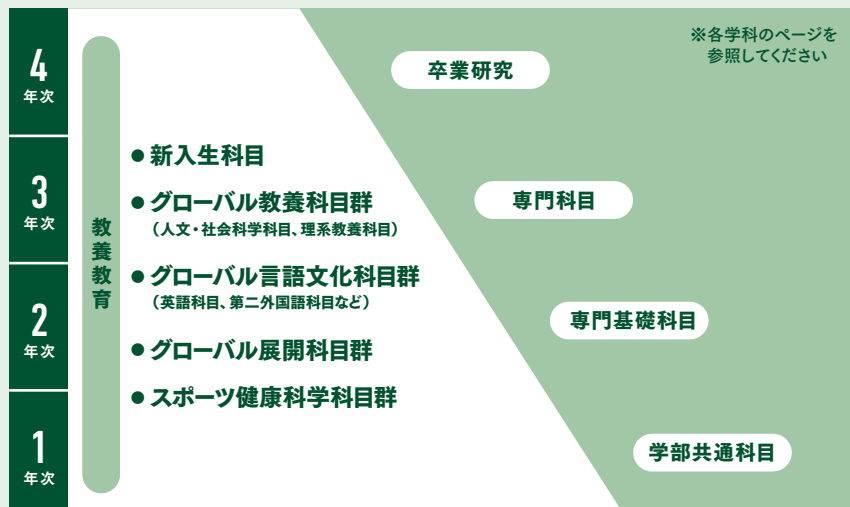 4
年次
3
年次
2
年次
1
年次
教養教育
● 新入生科目
● グローバル教養科目群
（人文・社会科学科目、理系教養科目）
● グローバル言語文化科目群
（英語科目、第二外国語科目など）
● グローバル展開科目群
● スポーツ健康科学科目群
※各学科のページを
参照してください
卒業研究
専門科目
専門基礎科目
学部共通科目